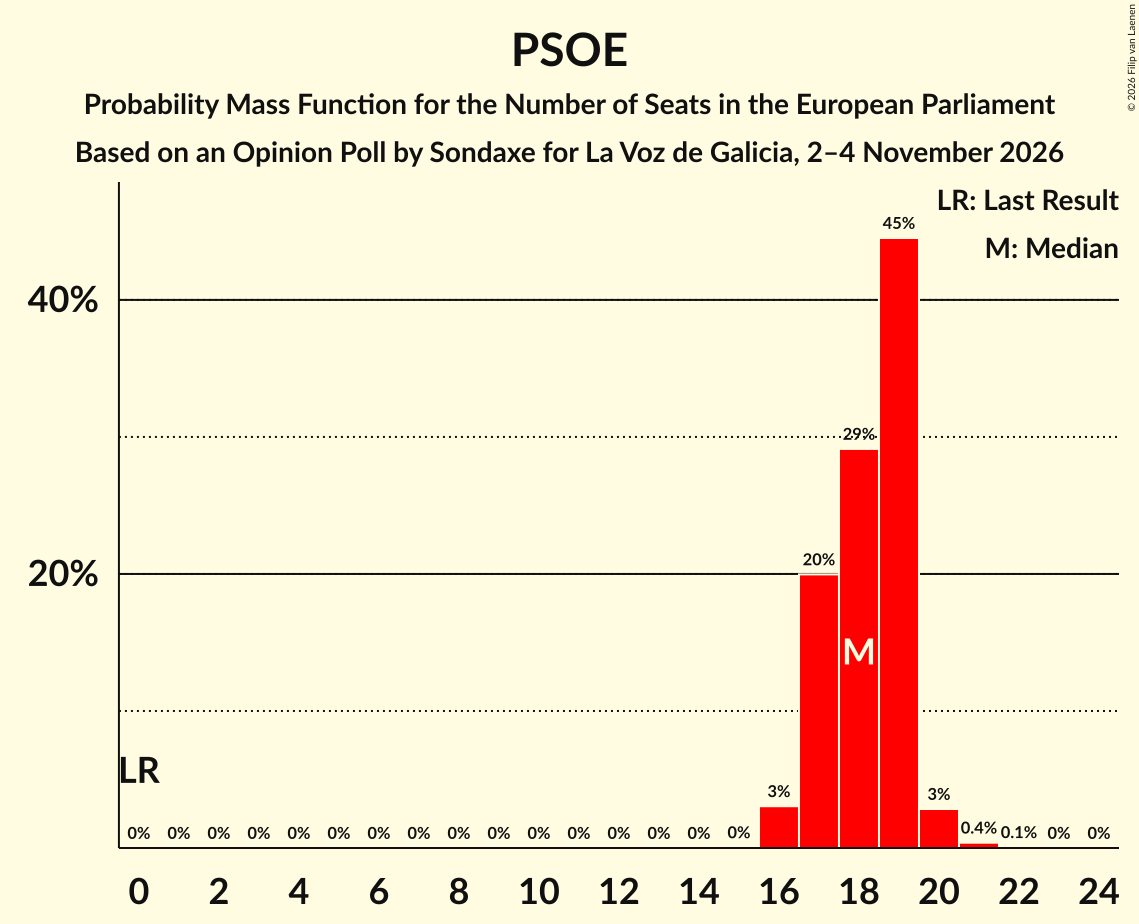 PSOE
Probability Mass Function for the Number of Seats in the European Parliament
Based on an Opinion Poll by Sondaxe for La Voz de Galicia, 2–4 November 2026
© 2026 Filip van Laenen
LR: Last Result
M: Median
45%
40%
29%
20%
20%
M
LR
3%
3%
0% 0% 0% 0% 0% 0% 0% 0% 0% 0% 0% 0% 0% 0% 0% 0% 0.4% 0.1% 0% 0%
0 2 4 6 8 10 12 14 16 18 20 22 24